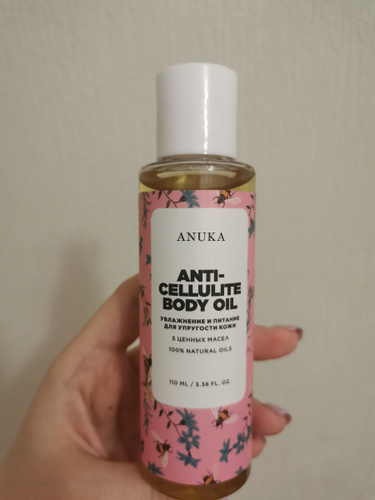 ANUKA
ANTI-
CELLULITE
BODY OIL
УВЛАЖНЕНИЕ И ПИТАНИЕ
ДЛЯ УПРУГОСТИ КОЖИ
5 ЦЕННЫХ МАСЕЛ
100% NATURAL OILS
110 ML / 3.38 FL. OZ.